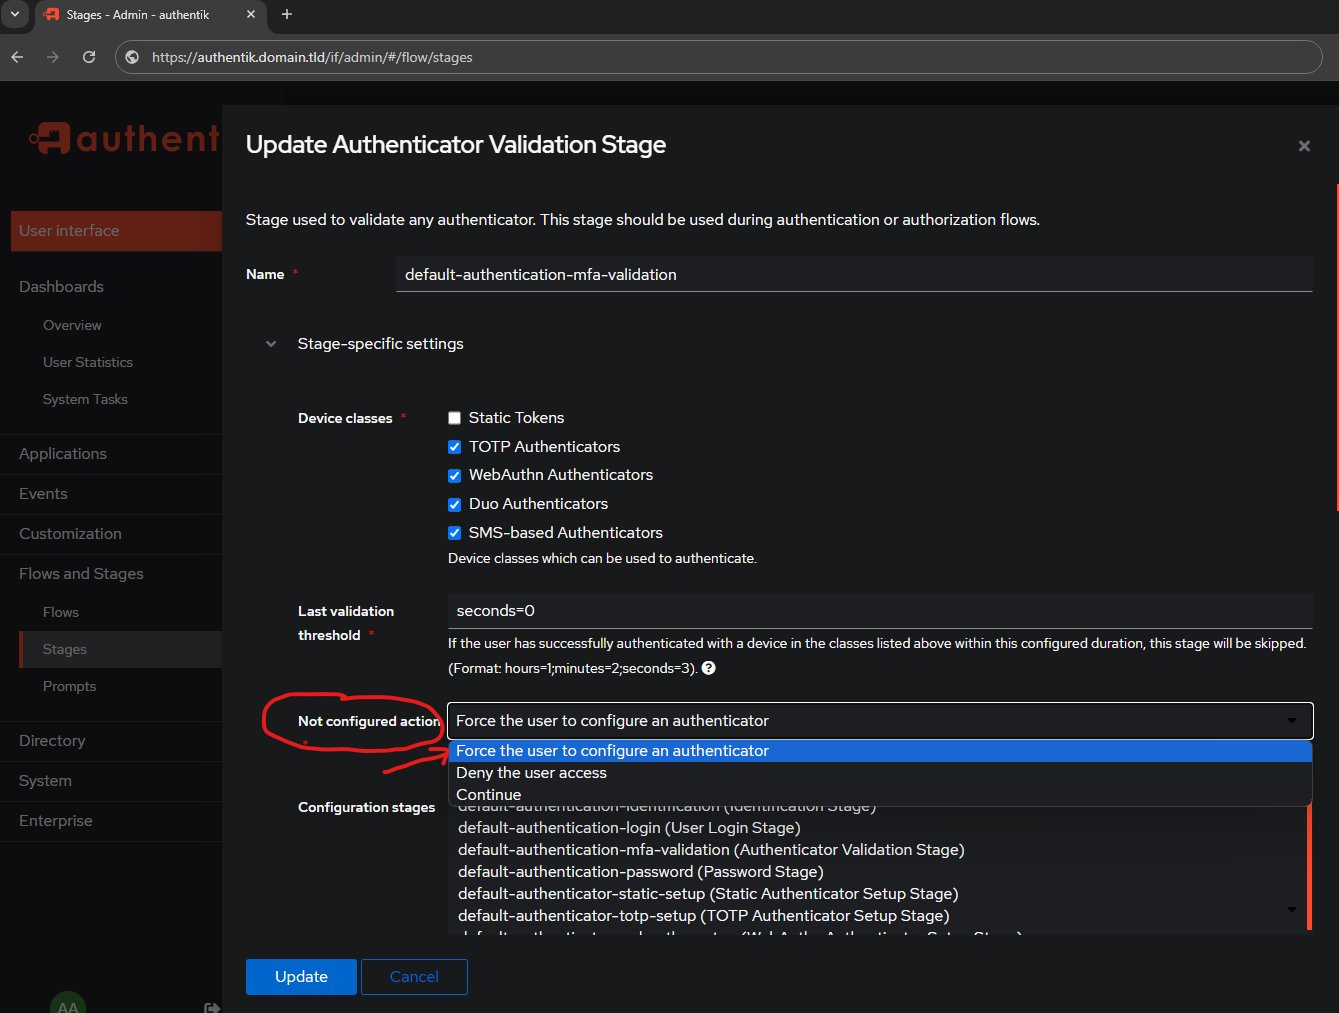 Stages - Admin - authentik
https://authentik.domain.tld/if/admin/#/flow/stages
authent
User interface
Dashboards
Overview
User Statistics
System Tasks
Applications
Events
Customization
Flows and Stages
Flows
Stages
Prompts
Directory
System
Enterprise
AA
Update Authenticator Validation Stage
Stage used to validate any authenticator. This stage should be used during authentication or authorization flows.
Name *
default-authentication-mfa-validation
Stage-specific settings
Device classes *
Static Tokens
TOTP Authenticators
WebAuthn Authenticators
Duo Authenticators
SMS-based Authenticators
Device classes which can be used to authenticate.
Last validation
threshold *
seconds=0
If the user has successfully authenticated with a device in the classes listed above within this configured duration, this stage will be skipped.
(Format: hours=1;minutes=2;seconds=3).
Not configured action
*
Force the user to configure an authenticator
Force the user to configure an authenticator
Deny the user access
Continue
Configuration stages
default-authentication-identification (Identification Stage)
default-authentication-login (User Login Stage)
default-authentication-mfa-validation (Authenticator Validation Stage)
default-authentication-password (Password Stage)
default-authenticator-static-setup (Static Authenticator Setup Stage)
default-authenticator-totp-setup (TOTP Authenticator Setup Stage)
Update
Cancel